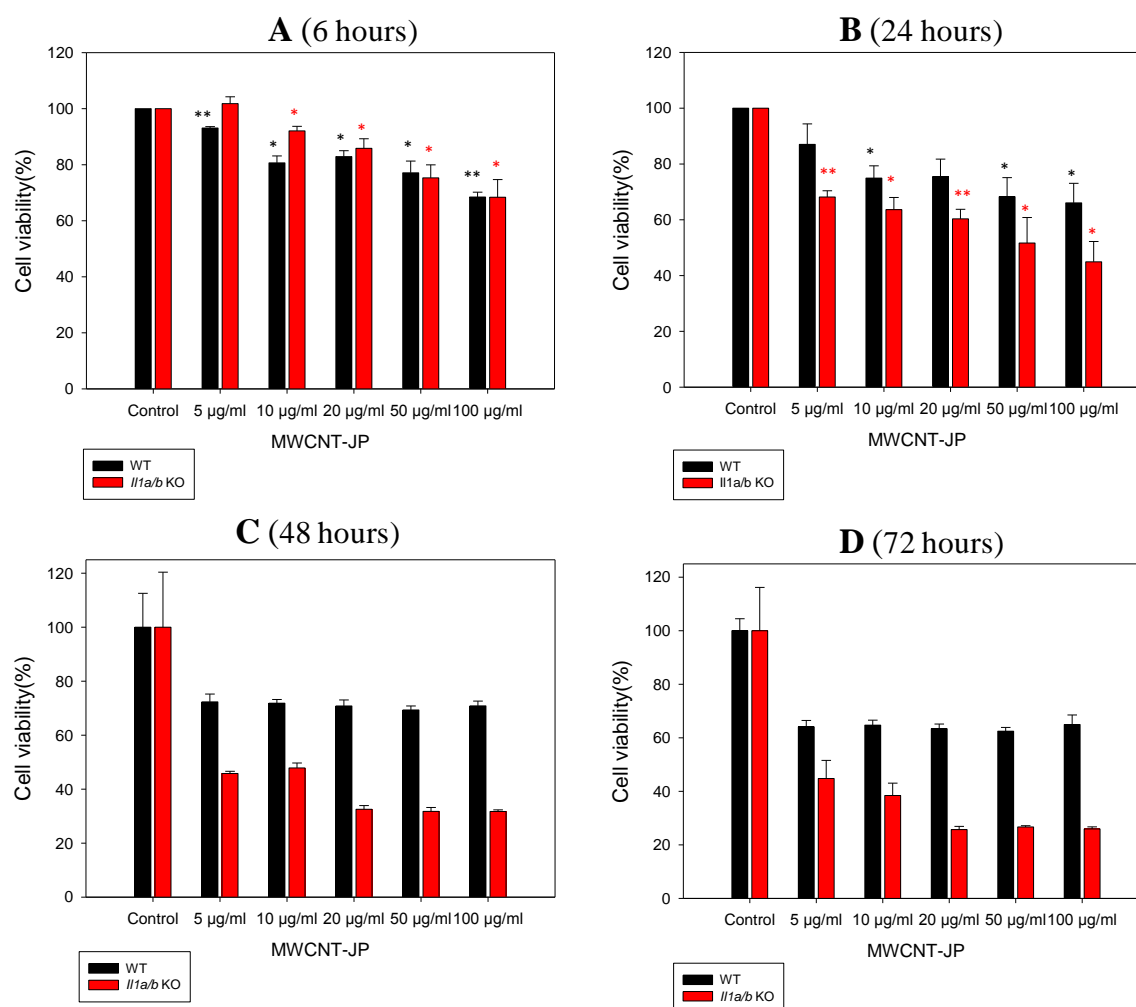 A (6 hours)
120
100
80
60
40
20
0
Cell viability(%)
**
*
*
*
*
*
*
**
*
Control 5 µg/ml 10 µg/ml 20 µg/ml 50 µg/ml 100 µg/ml
MWCNT-JP
WT
Il1a/b KO
B (24 hours)
120
100
80
60
40
20
0
Cell viability(%)
**
*
*
**
*
*
*
*
Control 5 µg/ml 10 µg/ml 20 µg/ml 50 µg/ml 100 µg/ml
MWCNT-JP
WT
Il1a/b KO
C (48 hours)
120
100
80
60
40
20
0
Cell viability(%)
Control 5 µg/ml 10 µg/ml 20 µg/ml 50 µg/ml 100 µg/ml
MWCNT-JP
WT
Il1a/b KO
D (72 hours)
120
100
80
60
40
20
0
Cell viability(%)
Control 5 µg/ml 10 µg/ml 20 µg/ml 50 µg/ml 100 µg/ml
MWCNT-JP
WT
Il1a/b KO